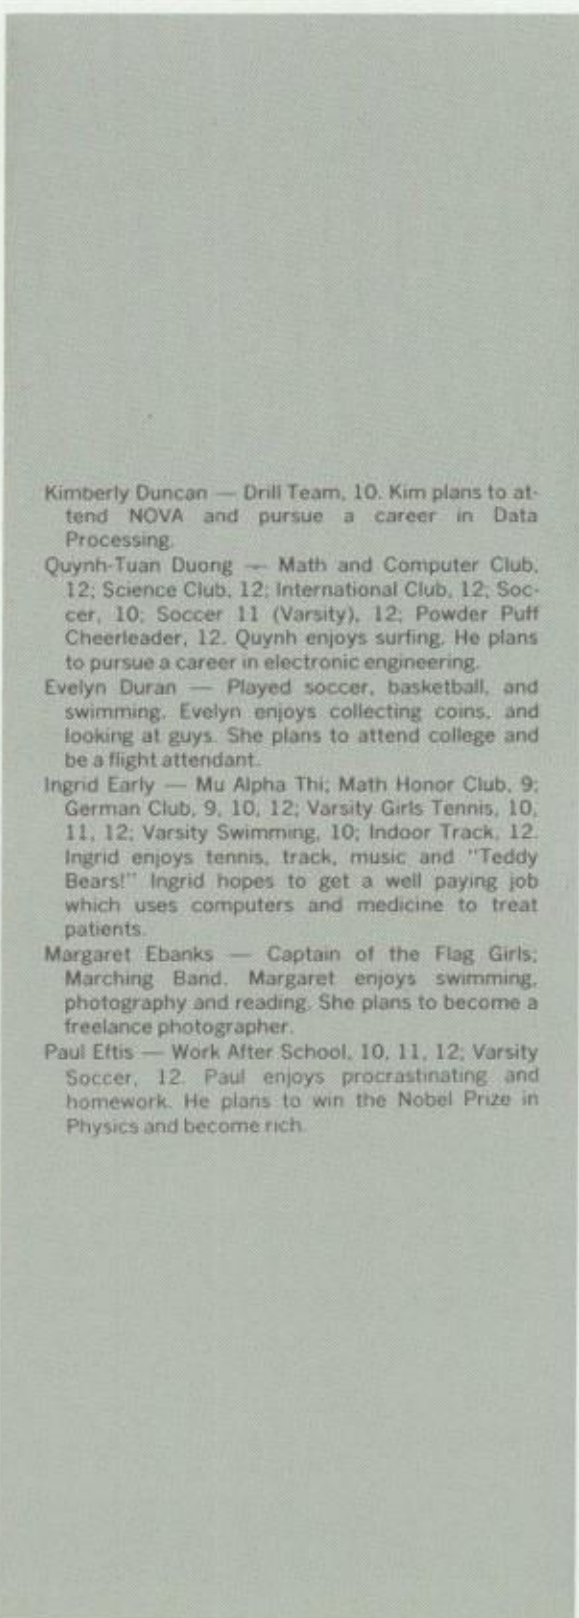 Kimberly Duncan — Drill Team, 10. Kim plans to at-
tend NOVA and pursue a career in Data
Processing.
Quynh-Tuan Duong — Math and Computer Club,
12; Science Club, 12; International Club, 12; Soc-
cer, 10; Soccer 11 (Varsity), 12; Powder Puff
Cheerleader, 12. Quynh enjoys surfing. He plans
to pursue a career in electronic engineering.
Evelyn Duran — Played soccer, basketball, and
swimming. Evelyn enjoys collecting coins, and
looking at guys. She plans to attend college and
be a flight attendant.
Ingrid Early — Mu Alpha Thi; Math Honor Club, 9;
German Club, 9, 10, 12; Varsity Girls Tennis, 10,
11, 12; Varsity Swimming, 10; Indoor Track, 12.
Ingrid enjoys tennis, track, music and "Teddy
Bears!" Ingrid hopes to get a well paying job
which uses computers and medicine to treat
patients.
Margaret Ebanks — Captain of the Flag Girls;
Marching Band. Margaret enjoys swimming,
photography and reading. She plans to become a
freelance photographer.
Paul Eftis — Work After School, 10, 11, 12; Varsity
Soccer, 12. Paul enjoys procrastinating and
homework. He plans to win the Nobel Prize in
Physics and become rich.